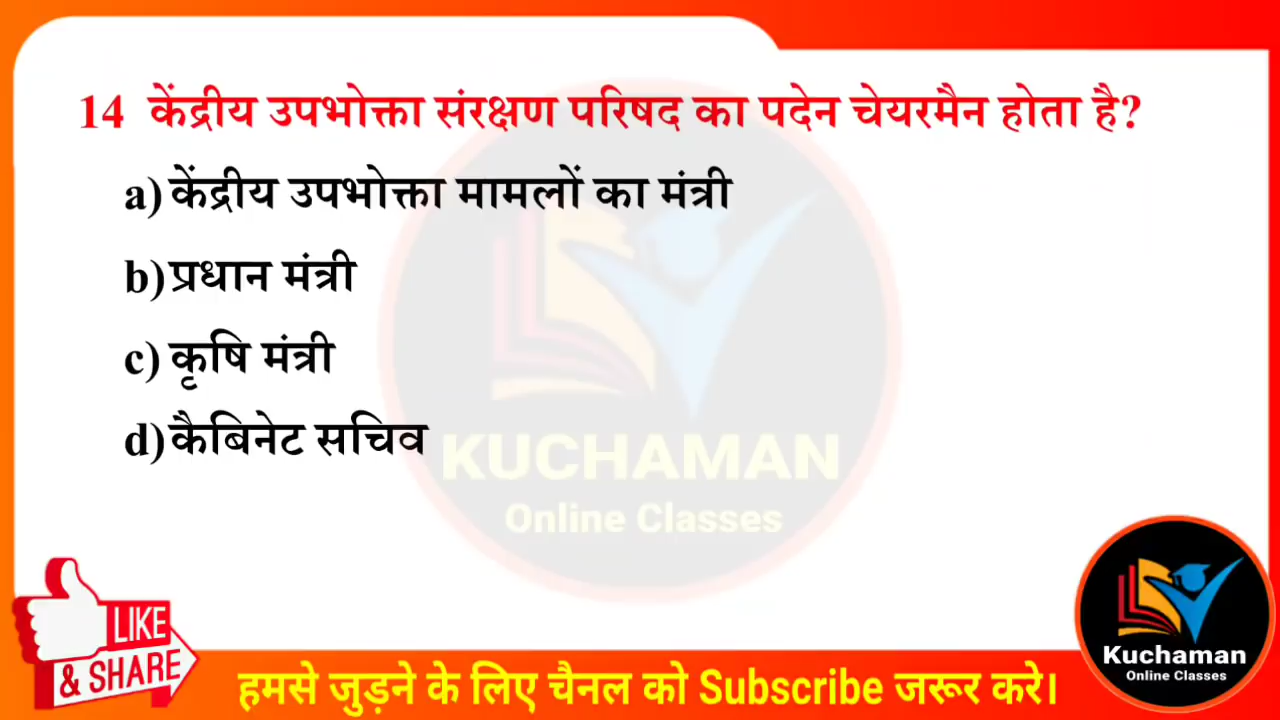 14 केंद्रीय उपभोक्ता संरक्षण परिषद का पदेन चेयरमैन होता है?
a) केंद्रीय उपभोक्ता मामलों का मंत्री
b) प्रधान मंत्री
c) कृषि मंत्री
d) कैबिनेट सचिव
KUCHAMAN
Online Classes
LIKE
& SHARE
हमसे जुड़ने के लिए चैनल को Subscribe जरूर करे।
Kuchaman
Online Classes